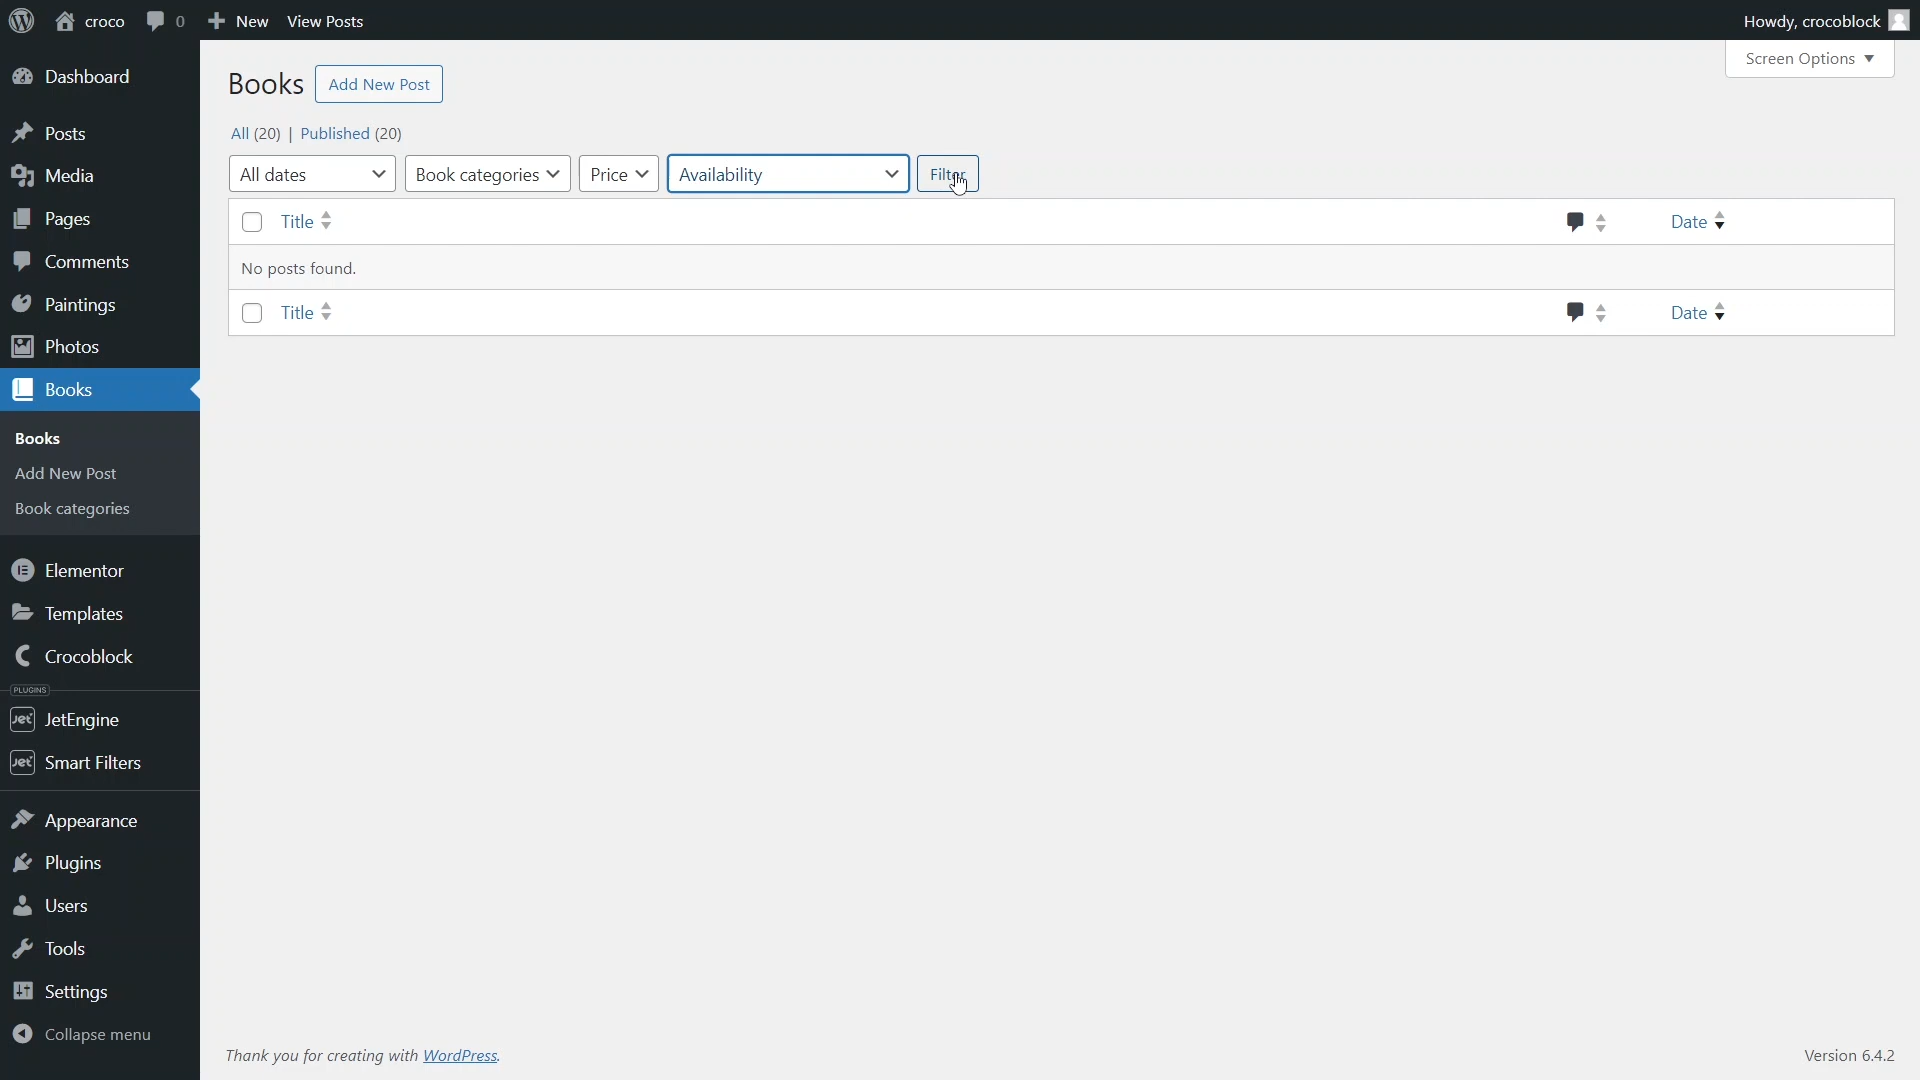 croco 0 New View Posts Howdy, crocoblock
Screen Options
Dashboard
Posts
Media
Pages
Comments
Paintings
Photos
Books
Books
Add New Post
Book categories
Elementor
Templates
Crocoblock
PLUGINS
Jet JetEngine
Jet Smart Filters
Appearance
Plugins
Users
Tools
Settings
Collapse menu
Books Add New Post
All (20) | Published (20)
All dates Book categories Price Availability Filter
Title Date
No posts found.
Title Date
Thank you for creating with WordPress. Version 6.4.2